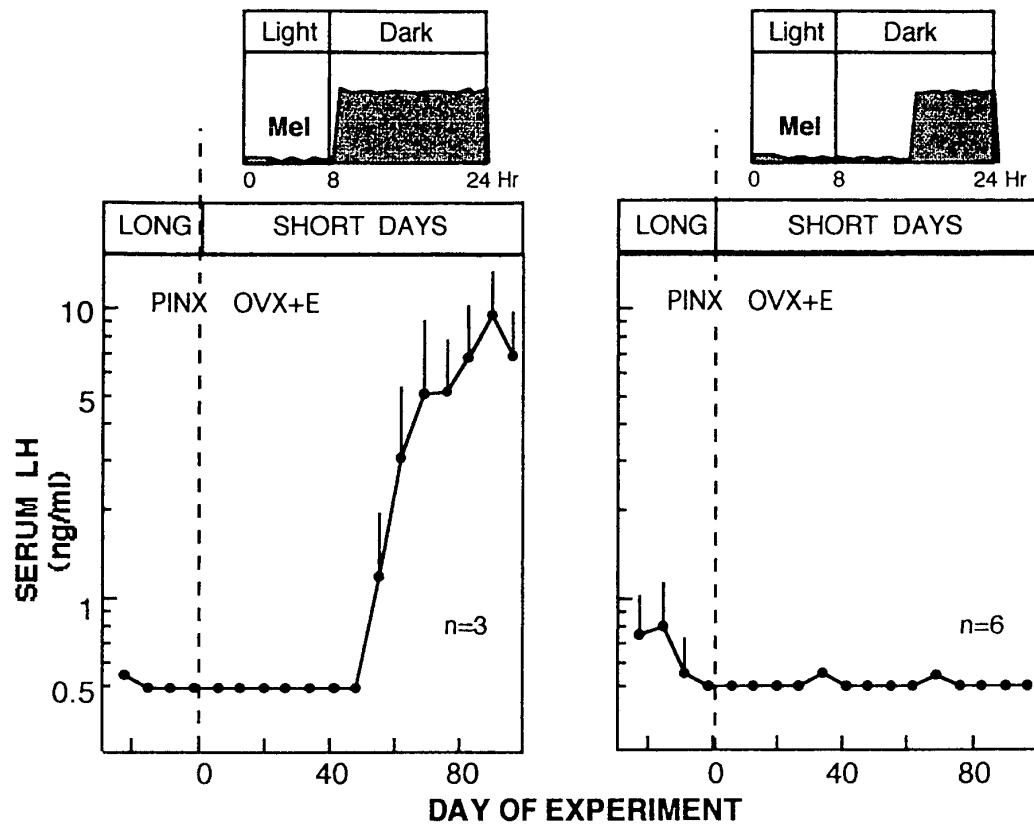 Light Dark
Mel
0 8 24 Hr
Light Dark
Mel
0 8 24 Hr
LONG SHORT DAYS
PINX OVX+E
10
5
1
0.5
n=3
0 40 80
LONG SHORT DAYS
PINX OVX+E
n=6
0 40 80
SERUM LH
(ng/ml)
DAY OF EXPERIMENT